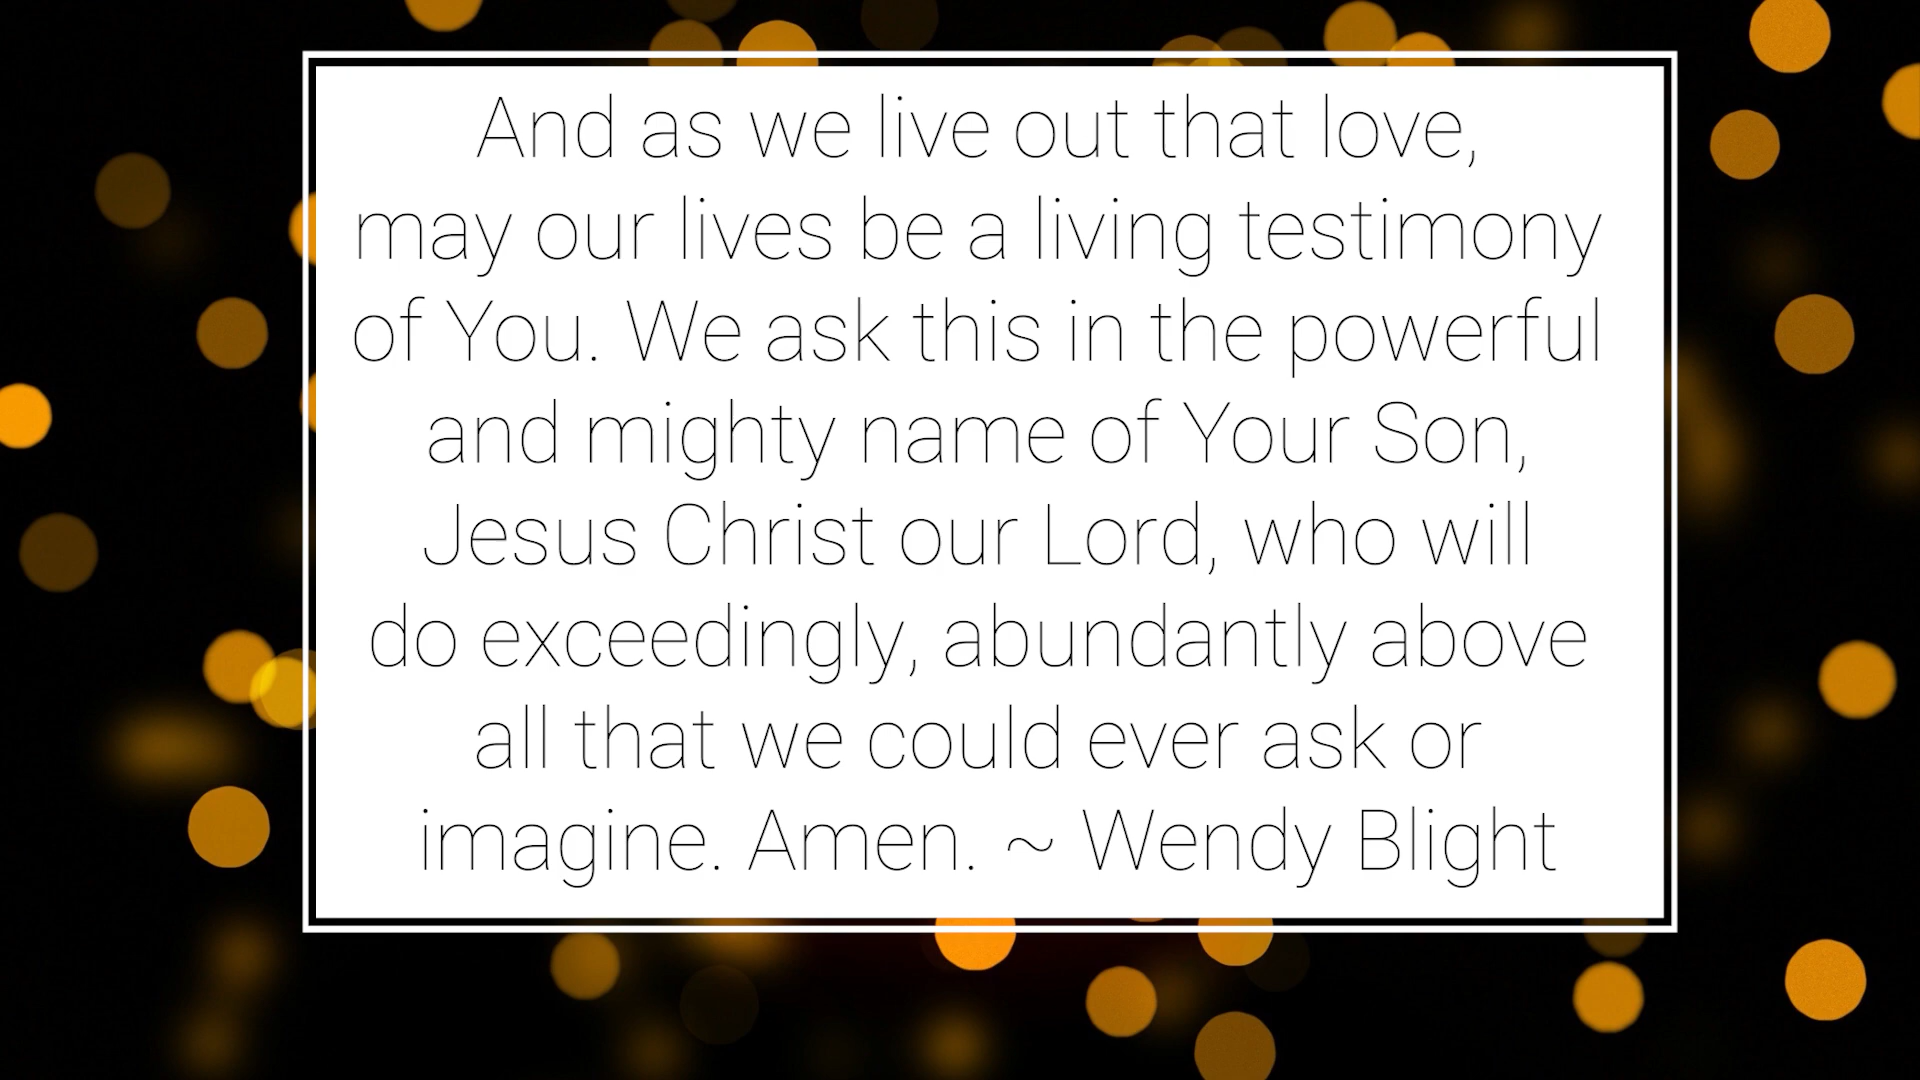 And as we live out that love,
may our lives be a living testimony
of You. We ask this in the powerful
and mighty name of Your Son,
Jesus Christ our Lord, who will
do exceedingly, abundantly above
all that we could ever ask or
imagine. Amen. ~ Wendy Blight